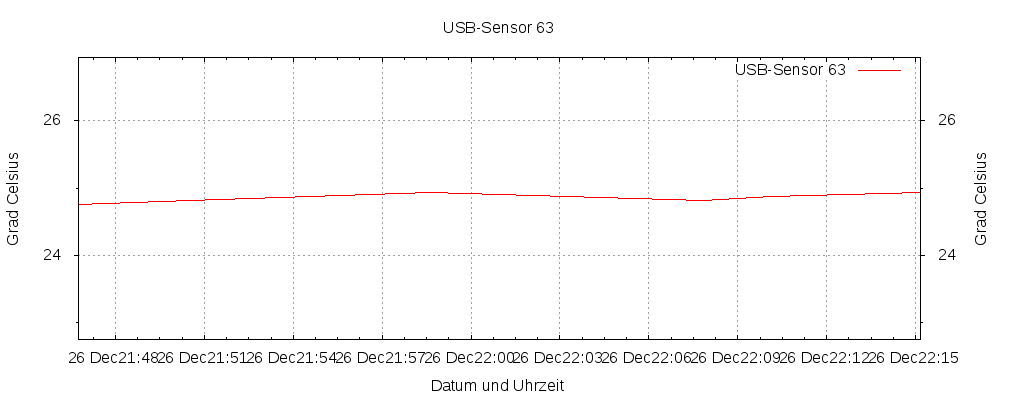 USB-Sensor 63
USB-Sensor 63
26
26
Grad Celsius
Grad Celsius
24
24
26 Dec21:48 26 Dec21:51 26 Dec21:54 26 Dec21:57 26 Dec22:00 26 Dec22:03 26 Dec22:06 26 Dec22:09 26 Dec22:12 26 Dec22:15
Datum und Uhrzeit